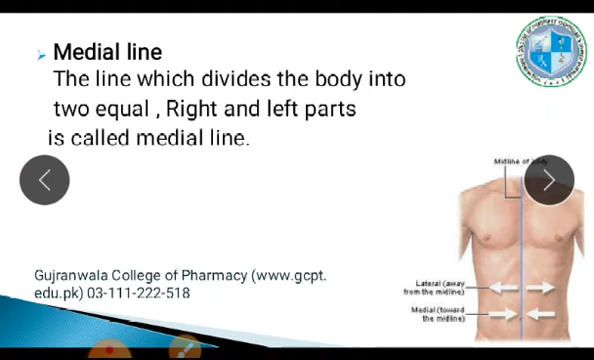 Medial line
The line which divides the body into
two equal , Right and left parts
is called medial line.
Midline of body
Lateral (away
from the midline)
Medial (toward
the midline)
Gujranwala College of Pharmacy (www.gcpt.
edu.pk) 03-111-222-518